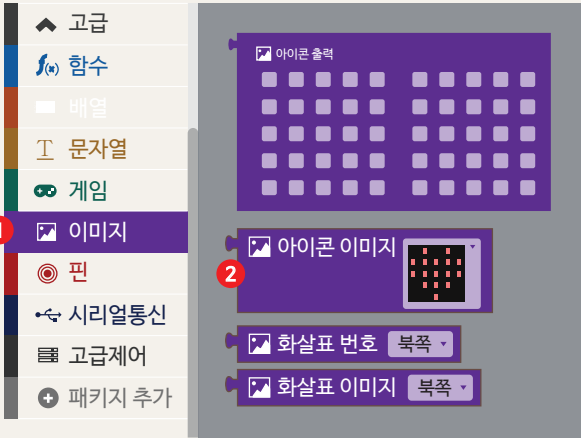 고급
함수
배열
문자열
게임
1 이미지
핀
시리얼통신
고급제어
패키지 추가
아이콘 출력
아이콘 이미지
2
화살표 번호 북쪽
화살표 이미지 북쪽